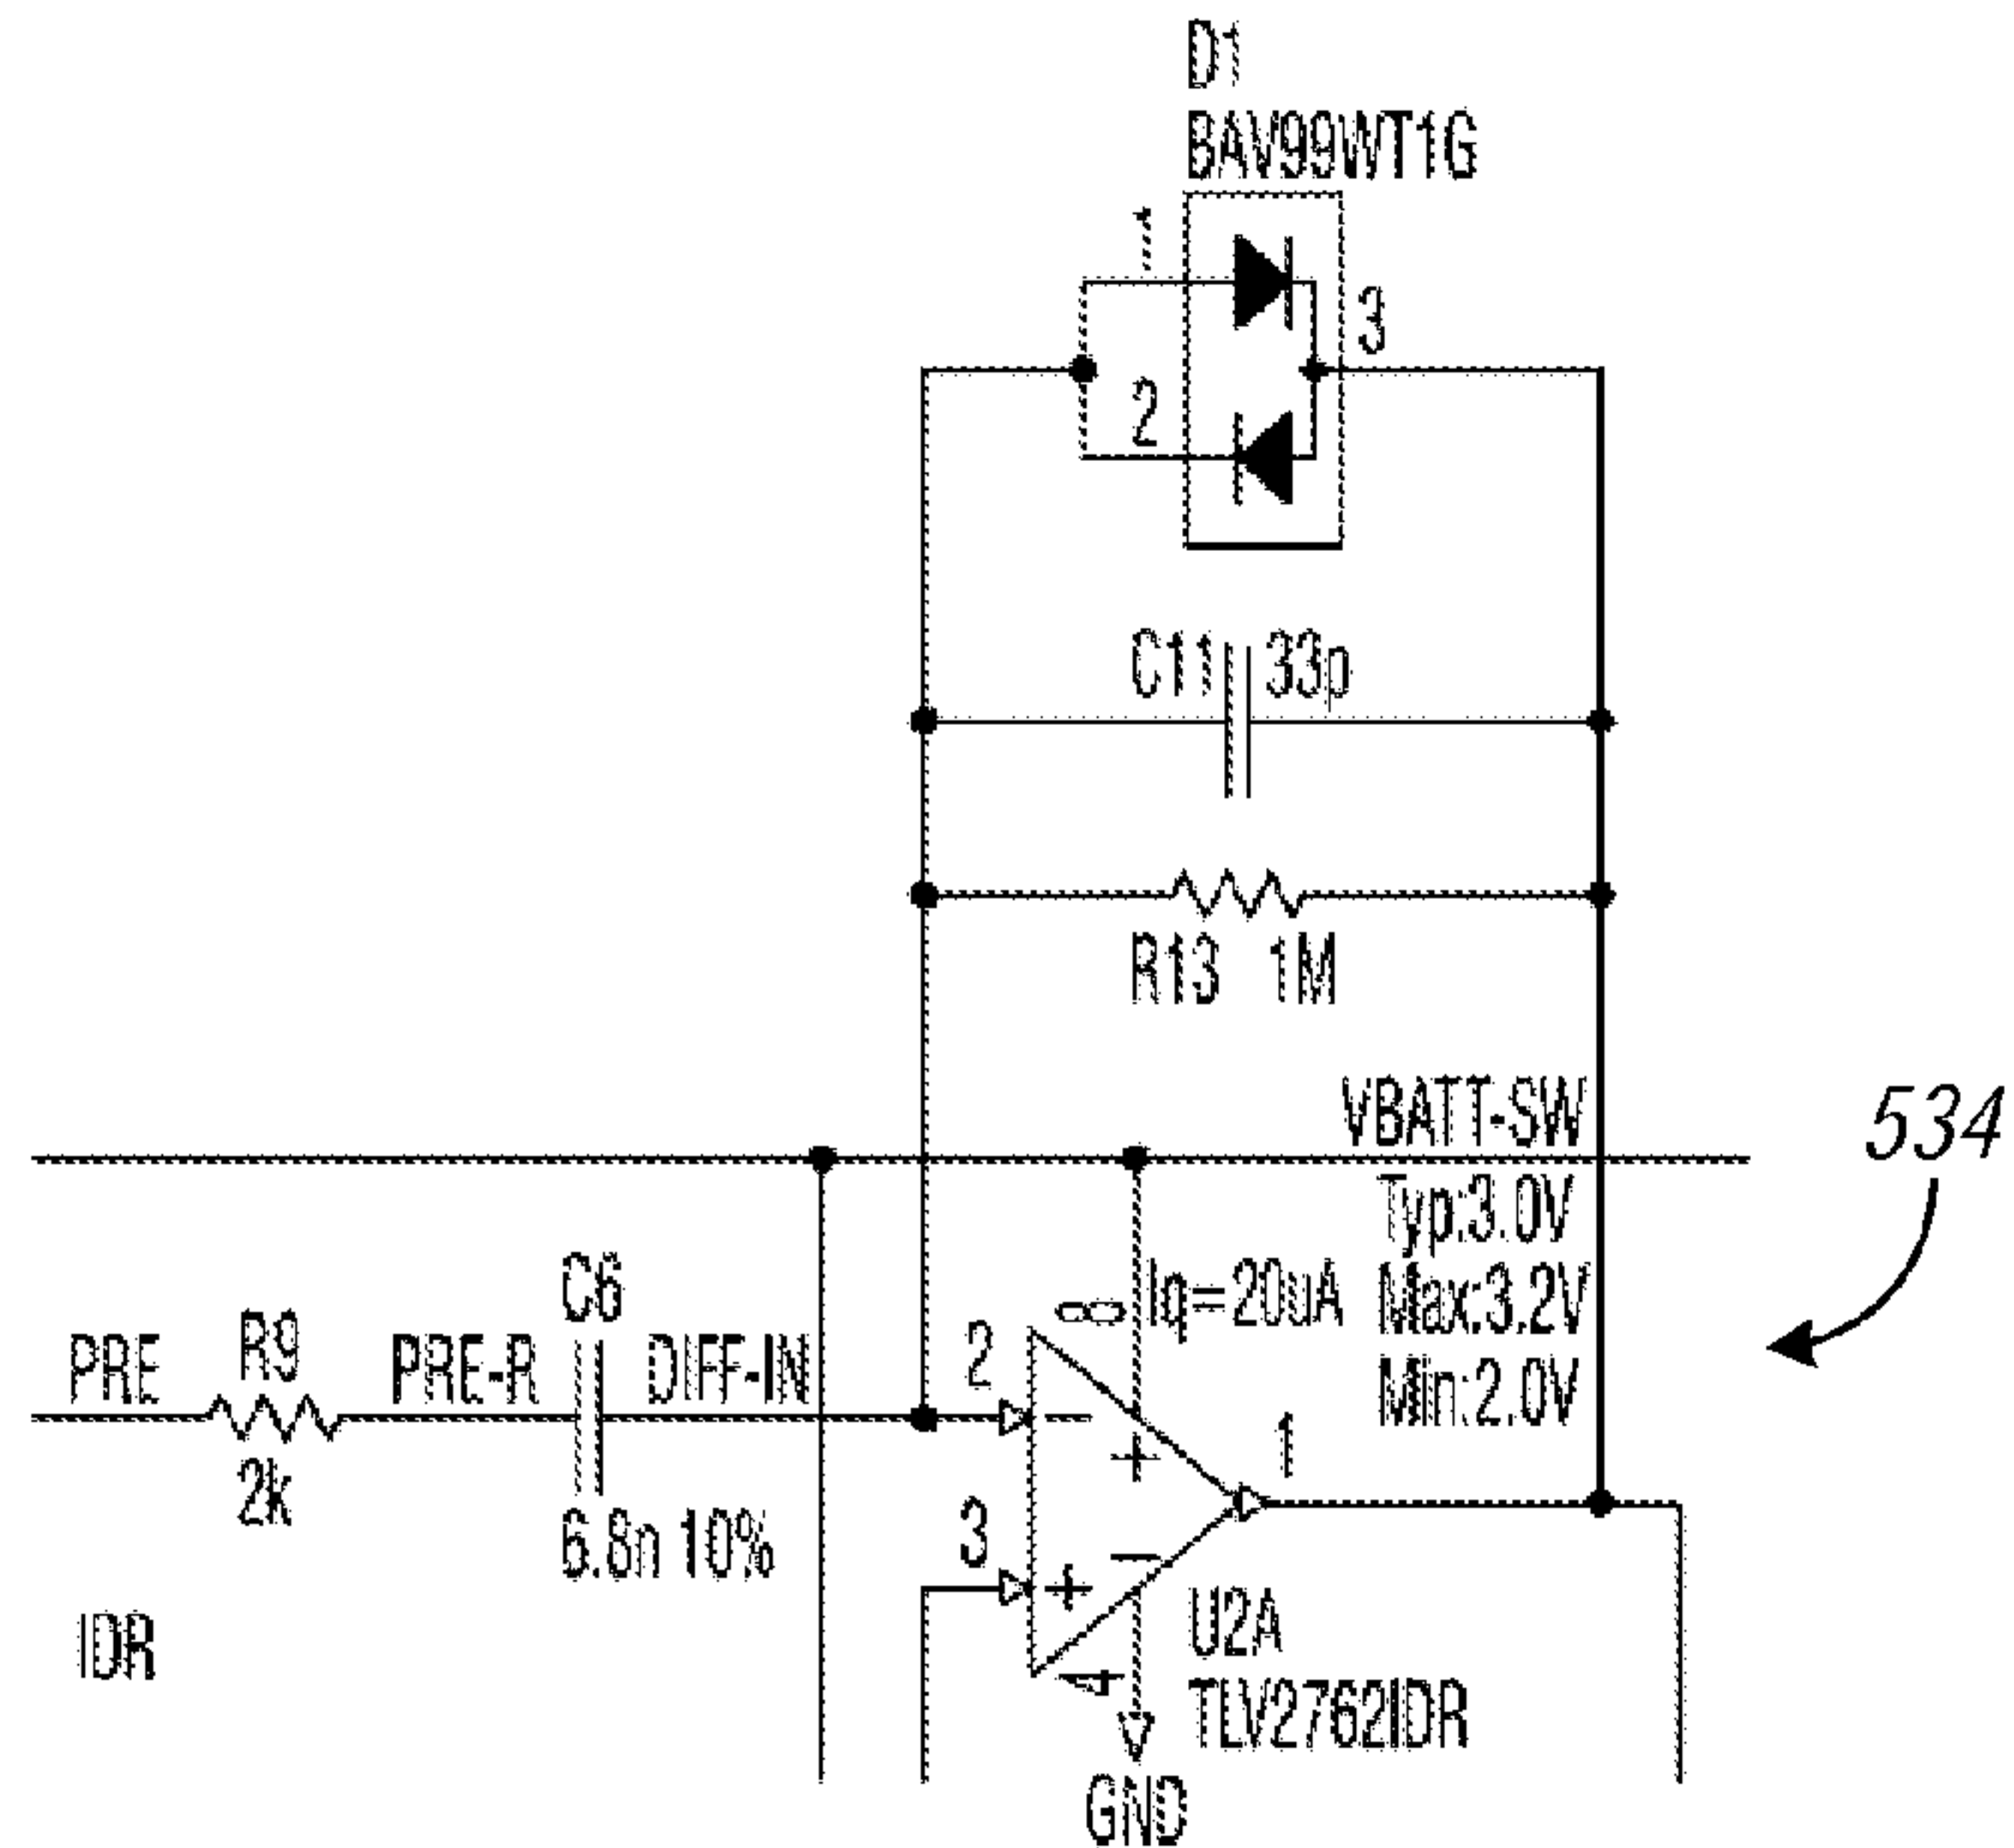 D1
BAV99WT1G
1
3
2
C11 33p
R13 1M
VBATT-SW
534
Typ:3.0V
Iq=20uA
Max:3.2V
Min:2.0V
8
C6
R9
PRE
PRE-R
DIFF-IN
2
−
+
1
2k
6.8n 10%
3
+
−
U2A
IDR
4
TLV2762IDR
GND